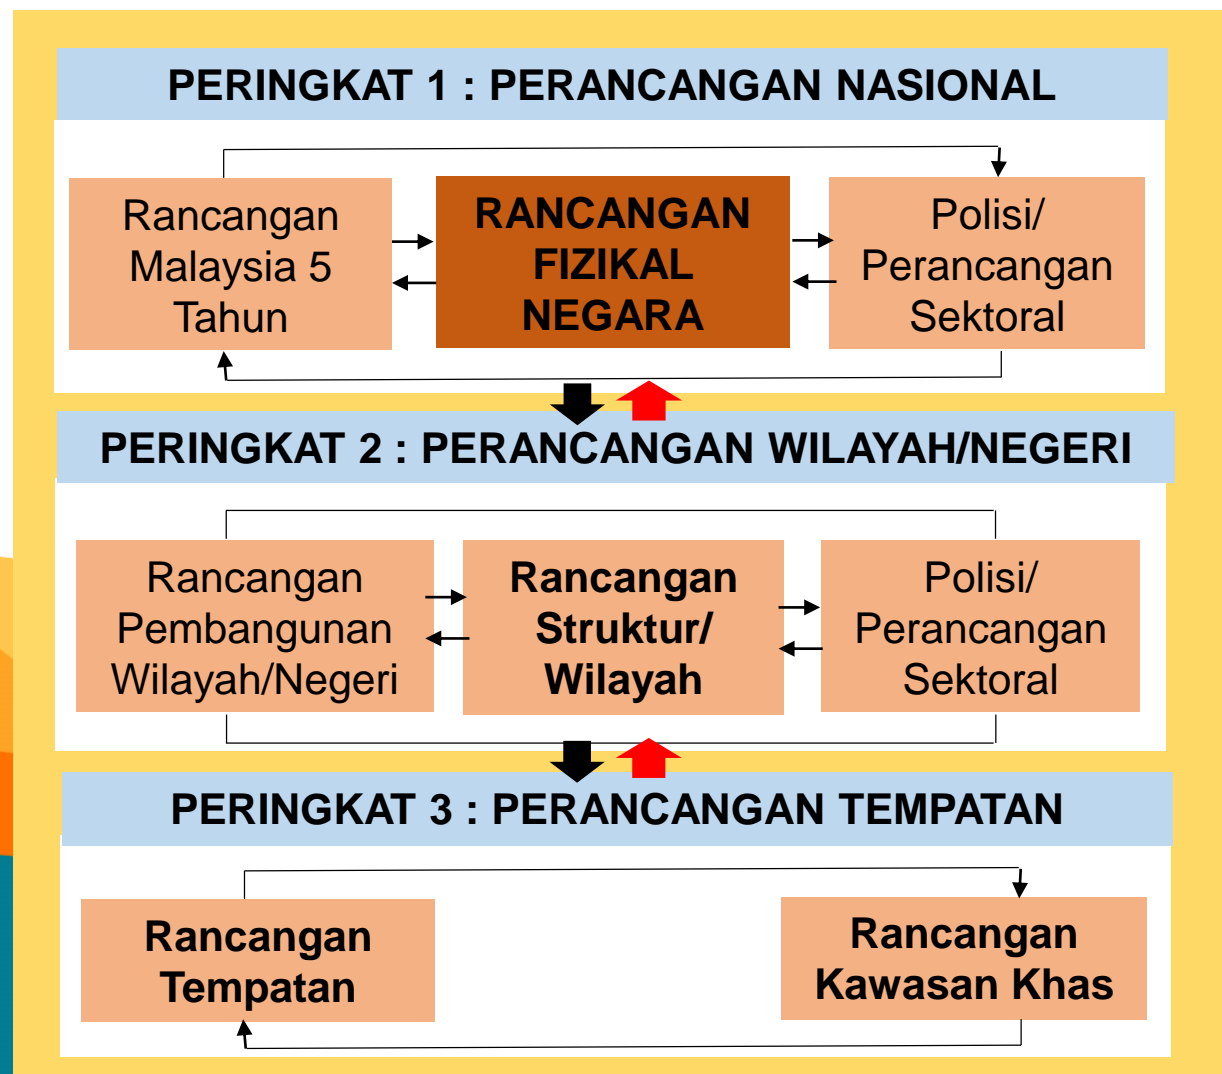 PERINGKAT 1 : PERANCANGAN NASIONAL
Rancangan
Malaysia 5
Tahun
RANCANGAN
FIZIKAL
NEGARA
Polisi/
Perancangan
Sektoral
PERINGKAT 2 : PERANCANGAN WILAYAH/NEGERI
Rancangan
Pembangunan
Wilayah/Negeri
Rancangan
Struktur/
Wilayah
Polisi/
Perancangan
Sektoral
PERINGKAT 3 : PERANCANGAN TEMPATAN
Rancangan
Tempatan
Rancangan
Kawasan Khas